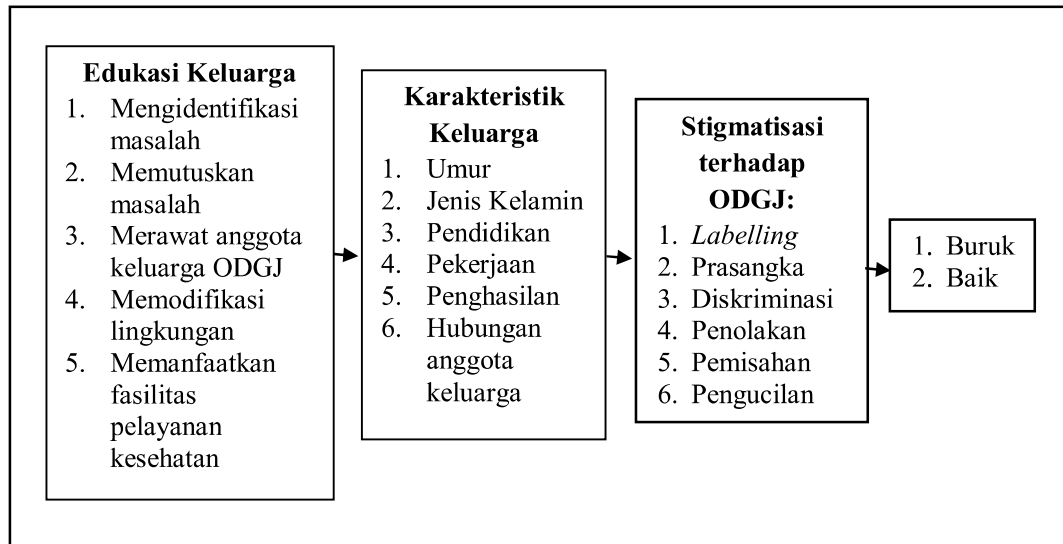 Edukasi Keluarga
1. Mengidentifikasi
masalah
2. Memutuskan
masalah
3. Merawat anggota
keluarga ODGJ
4. Memodifikasi
lingkungan
5. Memanfaatkan
fasilitas
pelayanan
kesehatan
Karakteristik
Keluarga
1. Umur
2. Jenis Kelamin
3. Pendidikan
4. Pekerjaan
5. Penghasilan
6. Hubungan
anggota
keluarga
Stigmatisasi
terhadap
ODGJ:
1. Labelling
2. Prasangka
3. Diskriminasi
4. Penolakan
5. Pemisahan
6. Pengucilan
1. Buruk
2. Baik